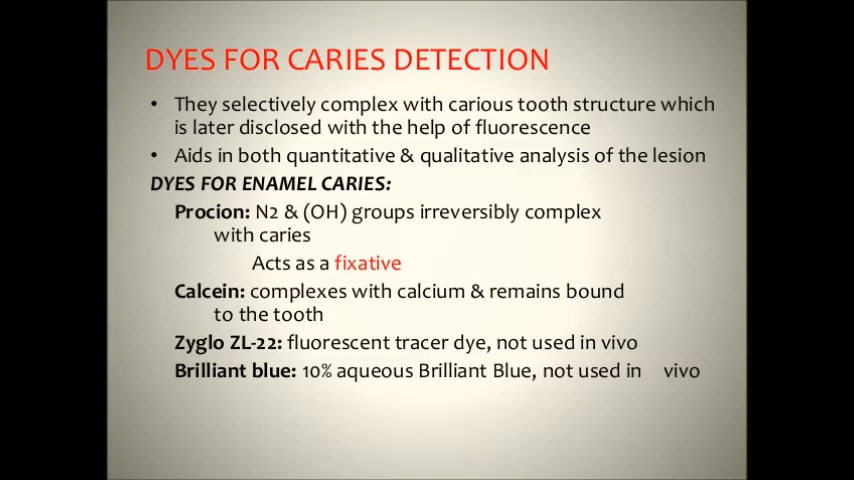 DYES FOR CARIES DETECTION
• They selectively complex with carious tooth structure which
is later disclosed with the help of fluorescence
• Aids in both quantitative & qualitative analysis of the lesion
DYES FOR ENAMEL CARIES:
Procion: N2 & (OH) groups irreversibly complex
with caries
Acts as a fixative
Calcein: complexes with calcium & remains bound
to the tooth
Zyglo ZL-22: fluorescent tracer dye, not used in vivo
Brilliant blue: 10% aqueous Brilliant Blue, not used in vivo